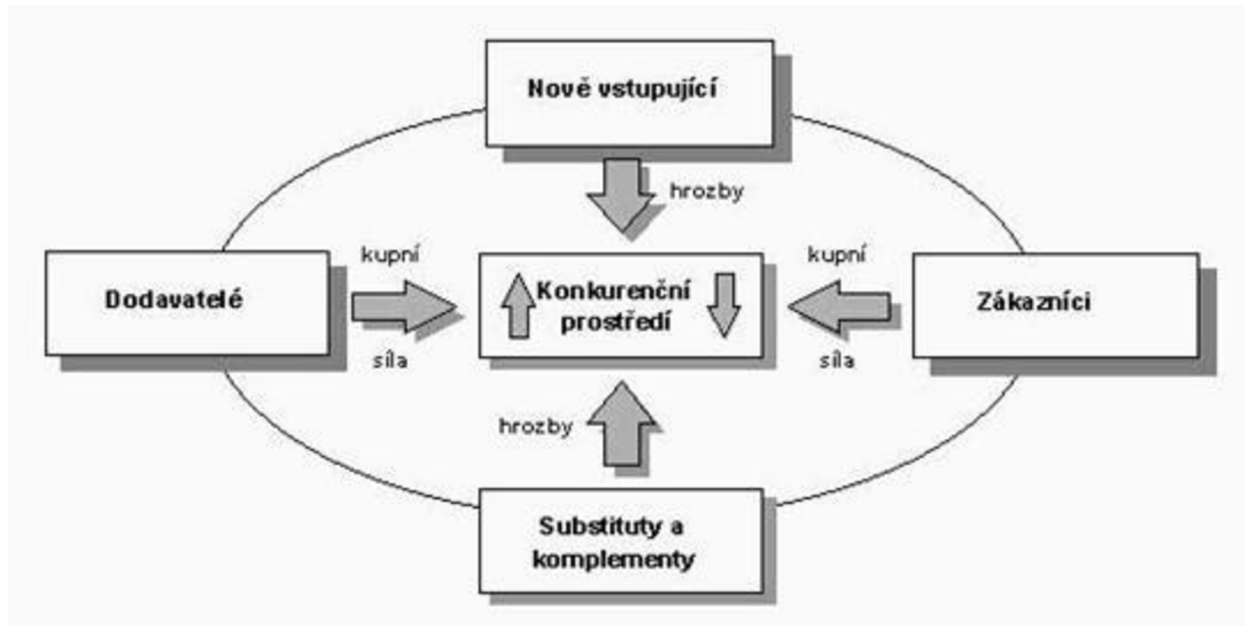 Nově vstupující
hrozby
kupní
kupní
Dodavatelé
Konkurenční
prostředí
Zákazníci
síla
síla
hrozby
Substituty a
komplementy